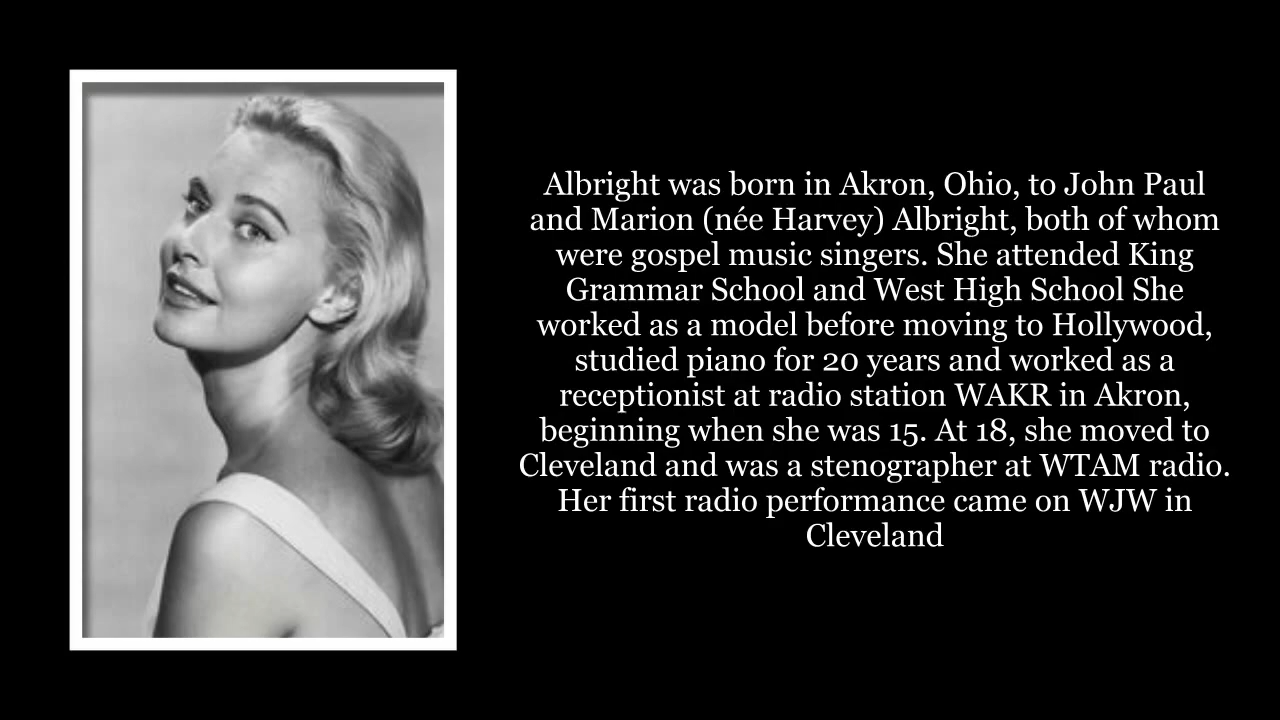 Albright was born in Akron, Ohio, to John Paul
and Marion (née Harvey) Albright, both of whom
were gospel music singers. She attended King
Grammar School and West High School She
worked as a model before moving to Hollywood,
studied piano for 20 years and worked as a
receptionist at radio station WAKR in Akron,
beginning when she was 15. At 18, she moved to
Cleveland and was a stenographer at WTAM radio.
Her first radio performance came on WJW in
Cleveland